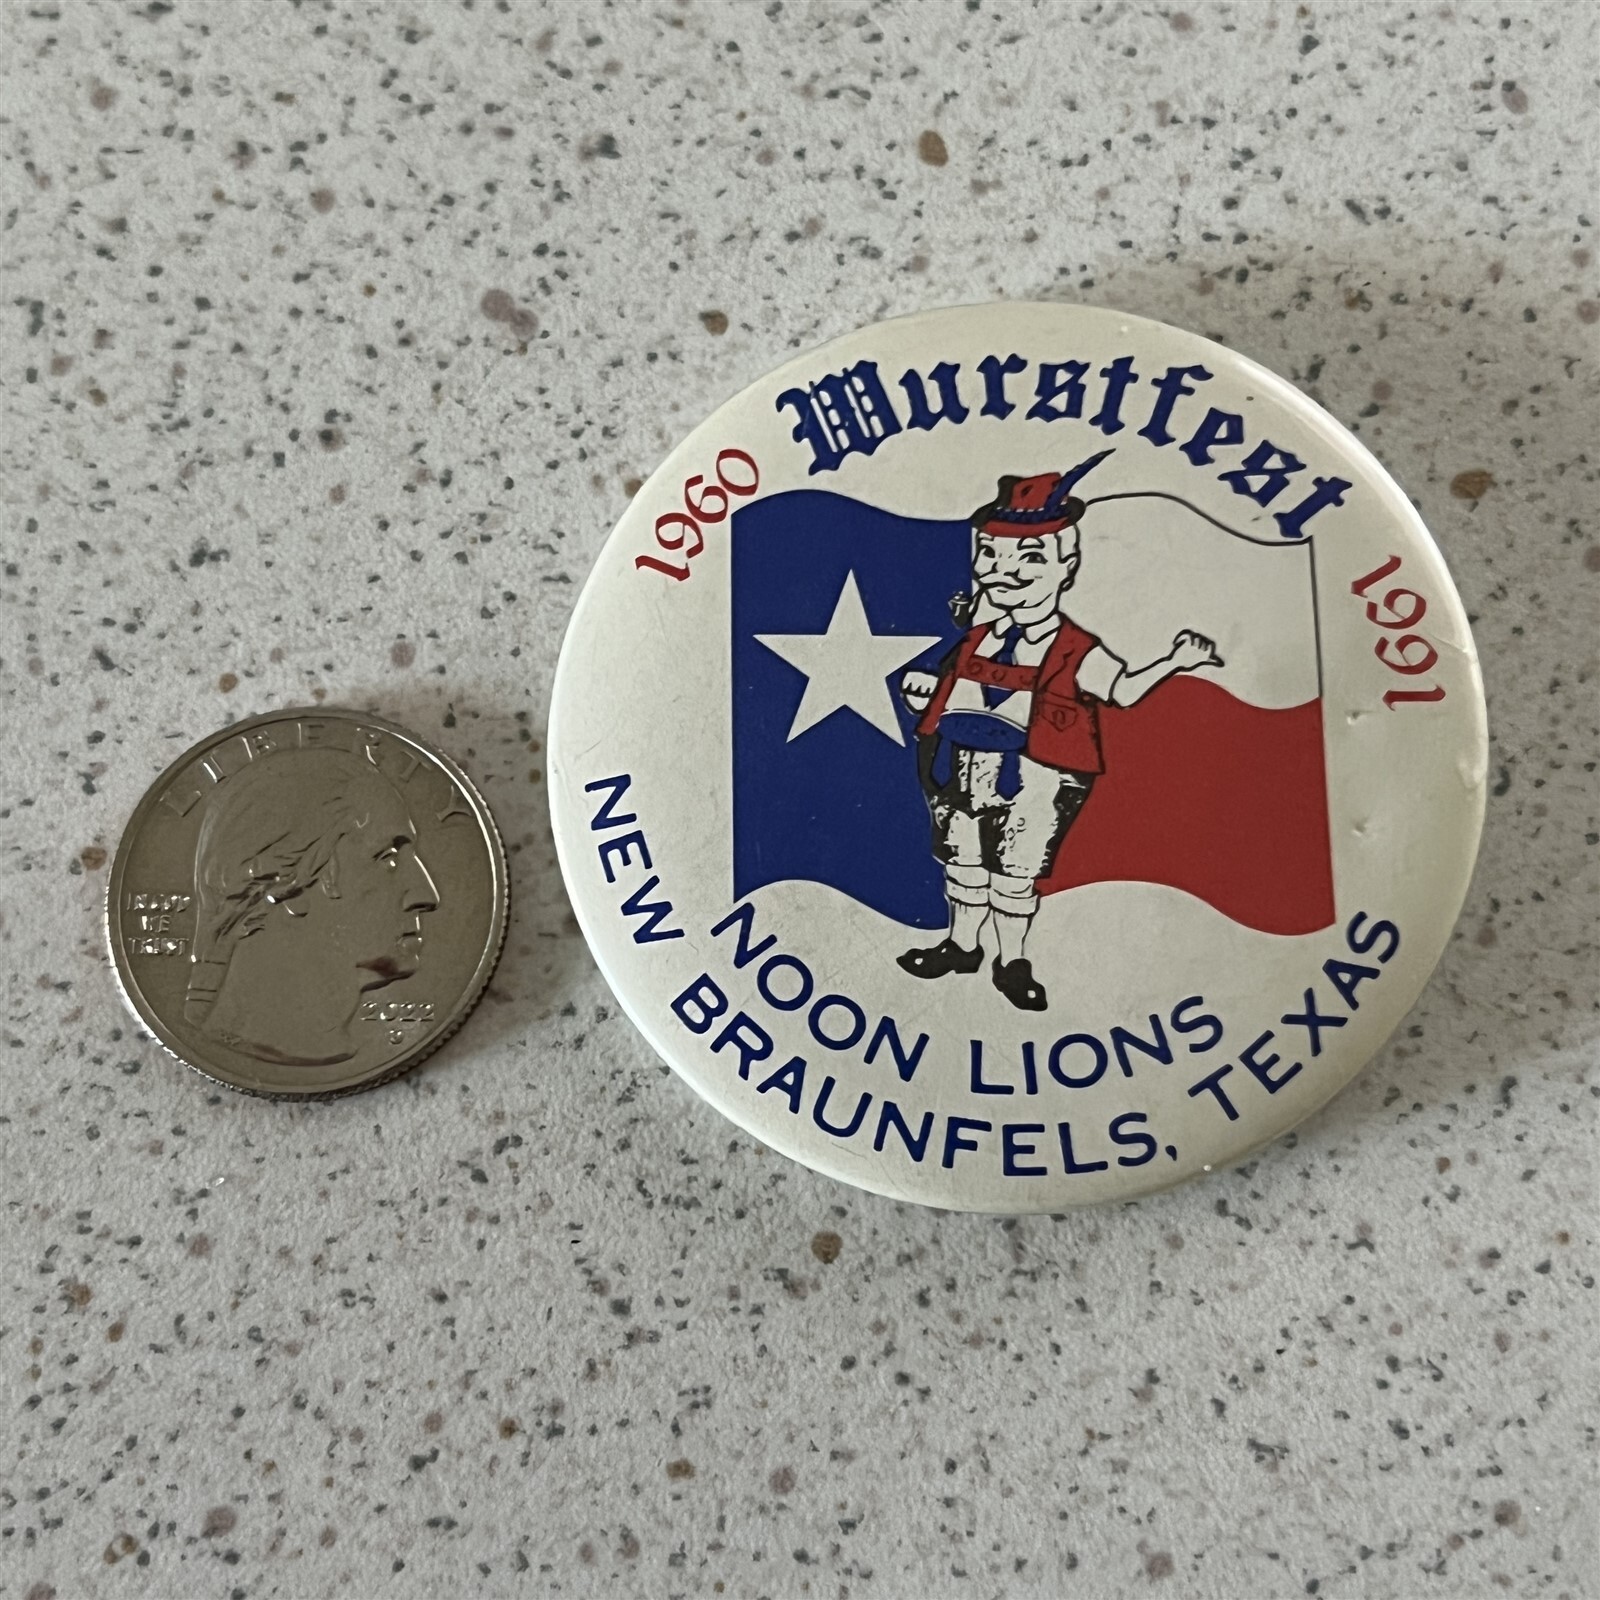 Wurstfest
1960
1991
NOON LIONS
NEW BRAUNFELS, TEXAS
LIBERTY
IN GOD
WE
TRUST
2022